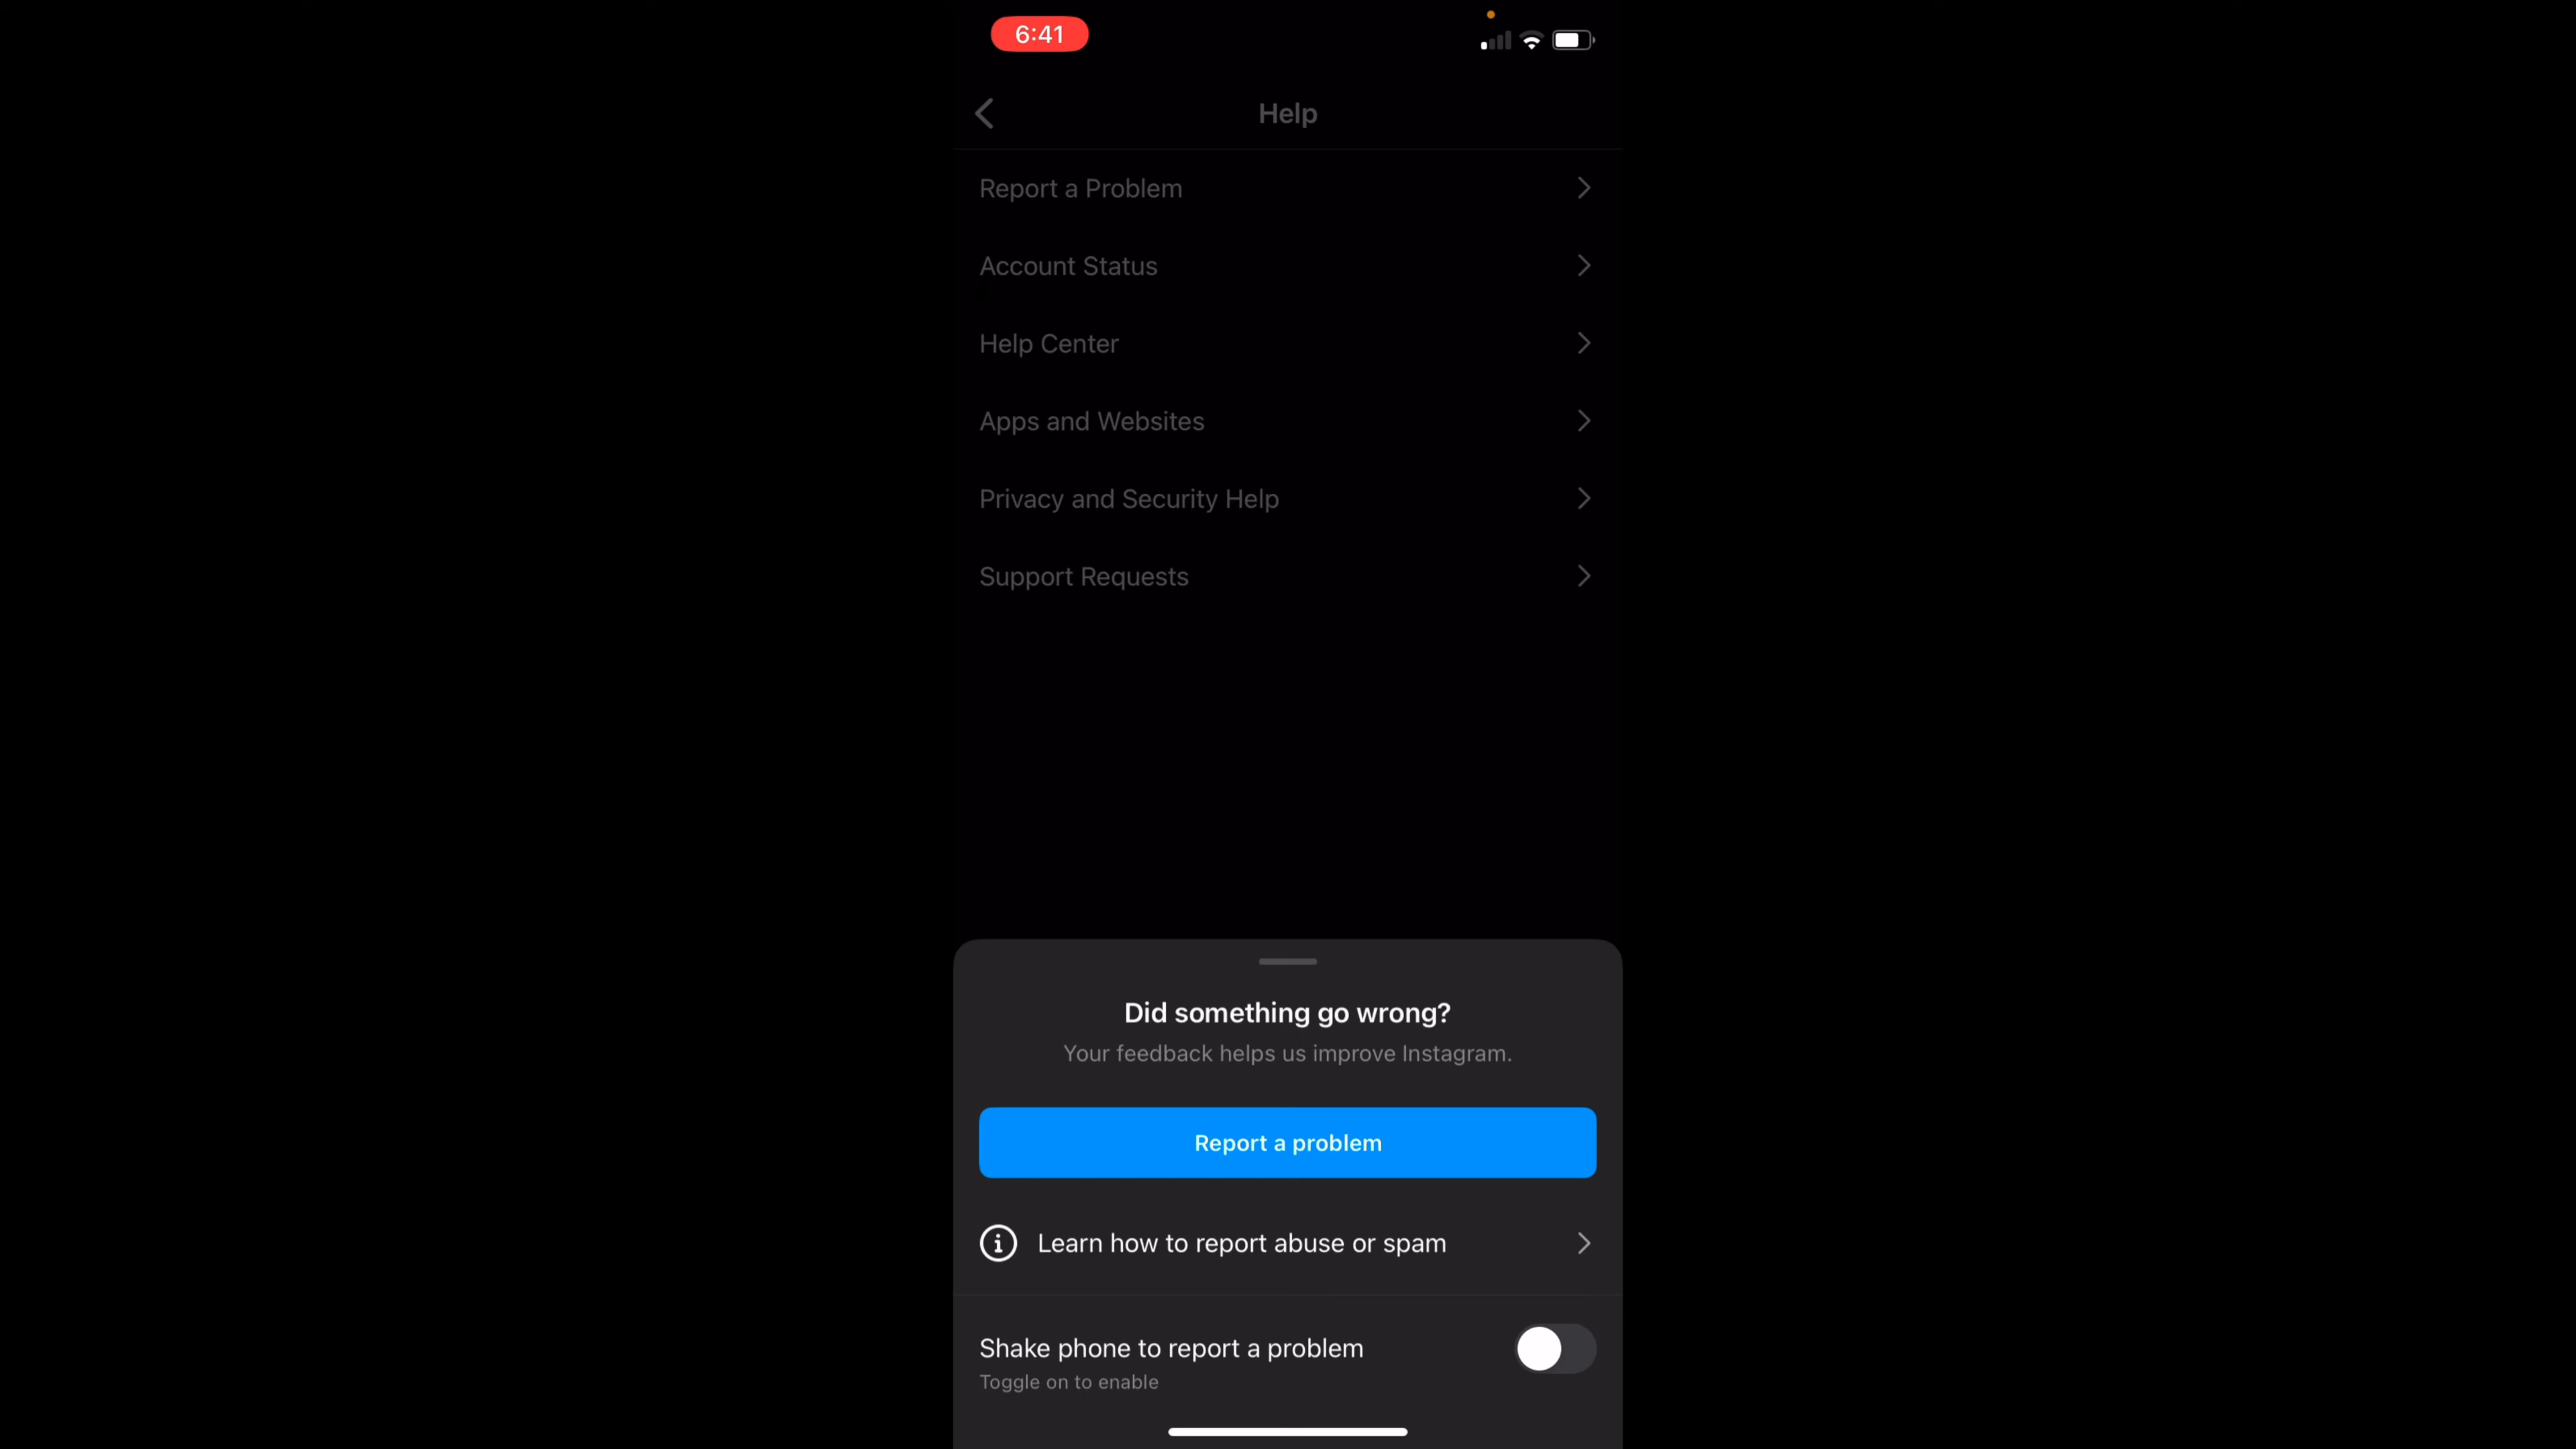 6:41
Help
Report a Problem
Account Status
Help Center
Apps and Websites
Privacy and Security Help
Support Requests
Did something go wrong?
Your feedback helps us improve Instagram.
Report a problem
Learn how to report abuse or spam
Shake phone to report a problem
Toggle on to enable